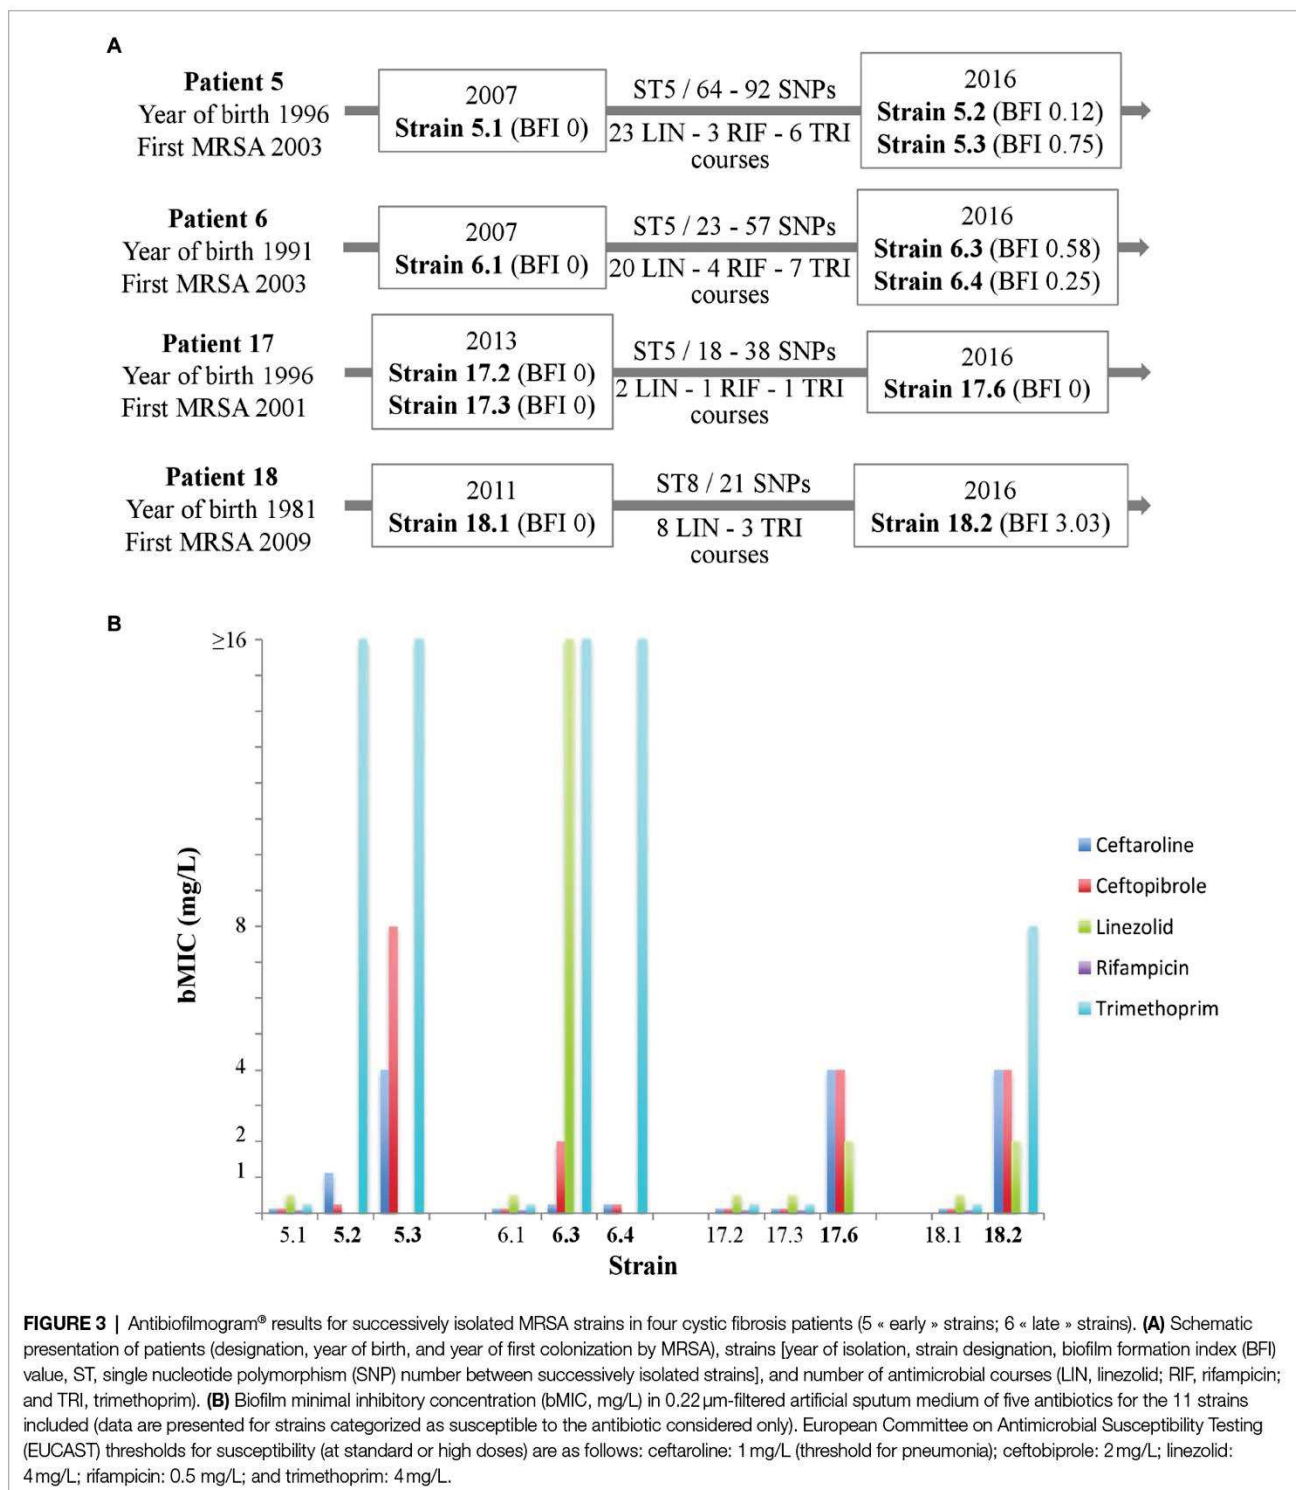 A
Patient 5
Year of birth 1996
First MRSA 2003
2007
Strain 5.1 (BFI 0)
ST5 / 64 - 92 SNPs
23 LIN - 3 RIF - 6 TRI
courses
2016
Strain 5.2 (BFI 0.12)
Strain 5.3 (BFI 0.75)
Patient 6
Year of birth 1991
First MRSA 2003
2007
Strain 6.1 (BFI 0)
ST5 / 23 - 57 SNPs
20 LIN - 4 RIF - 7 TRI
courses
2016
Strain 6.3 (BFI 0.58)
Strain 6.4 (BFI 0.25)
Patient 17
Year of birth 1996
First MRSA 2001
2013
Strain 17.2 (BFI 0)
Strain 17.3 (BFI 0)
ST5 / 18 - 38 SNPs
2 LIN - 1 RIF - 1 TRI
courses
2016
Strain 17.6 (BFI 0)
Patient 18
Year of birth 1981
First MRSA 2009
2011
Strain 18.1 (BFI 0)
ST8 / 21 SNPs
8 LIN - 3 TRI
courses
2016
Strain 18.2 (BFI 3.03)
B
≥16
8
4
2
1
bMIC (mg/L)
5.1 5.2 5.3 6.1 6.3 6.4 17.2 17.3 17.6 18.1 18.2
Strain
Ceftaroline
Ceftopibrole
Linezolid
Rifampicin
Trimethoprim
FIGURE 3 | Antibiofilmogram® results for successively isolated MRSA strains in four cystic fibrosis patients (5 « early » strains; 6 « late » strains). (A) Schematic
presentation of patients (designation, year of birth, and year of first colonization by MRSA), strains [year of isolation, strain designation, biofilm formation index (BFI)
value, ST, single nucleotide polymorphism (SNP) number between successively isolated strains], and number of antimicrobial courses (LIN, linezolid; RIF, rifampicin;
and TRI, trimethoprim). (B) Biofilm minimal inhibitory concentration (bMIC, mg/L) in 0.22 μm-filtered artificial sputum medium of five antibiotics for the 11 strains
included (data are presented for strains categorized as susceptible to the antibiotic considered only). European Committee on Antimicrobial Susceptibility Testing
(EUCAST) thresholds for susceptibility (at standard or high doses) are as follows: ceftaroline: 1 mg/L (threshold for pneumonia); ceftobiprole: 2 mg/L; linezolid:
4 mg/L; rifampicin: 0.5 mg/L; and trimethoprim: 4 mg/L.